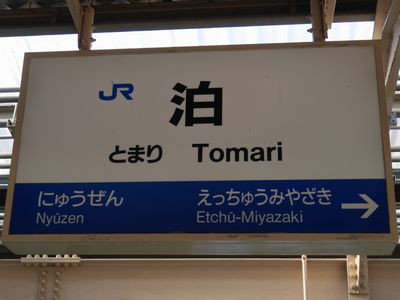 JR 泊
とまり Tomari
にゅうぜん えっちゅうみやざき
Nyūzen Etchū-Miyazaki →